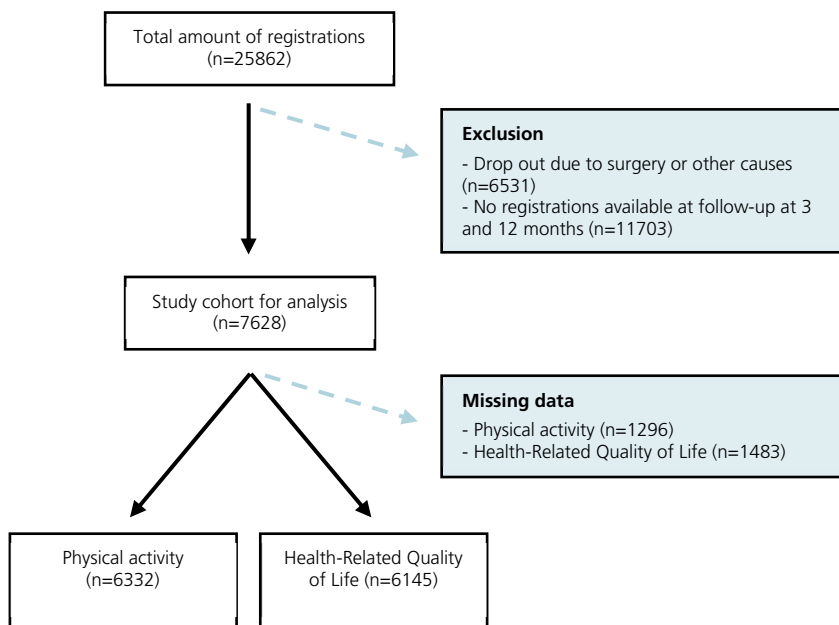 Total amount of registrations
(n=25862)
Exclusion
- Drop out due to surgery or other causes
(n=6531)
- No registrations available at follow-up at 3
and 12 months (n=11703)
Study cohort for analysis
(n=7628)
Missing data
- Physical activity (n=1296)
- Health-Related Quality of Life (n=1483)
Physical activity
(n=6332)
Health-Related Quality
of Life (n=6145)